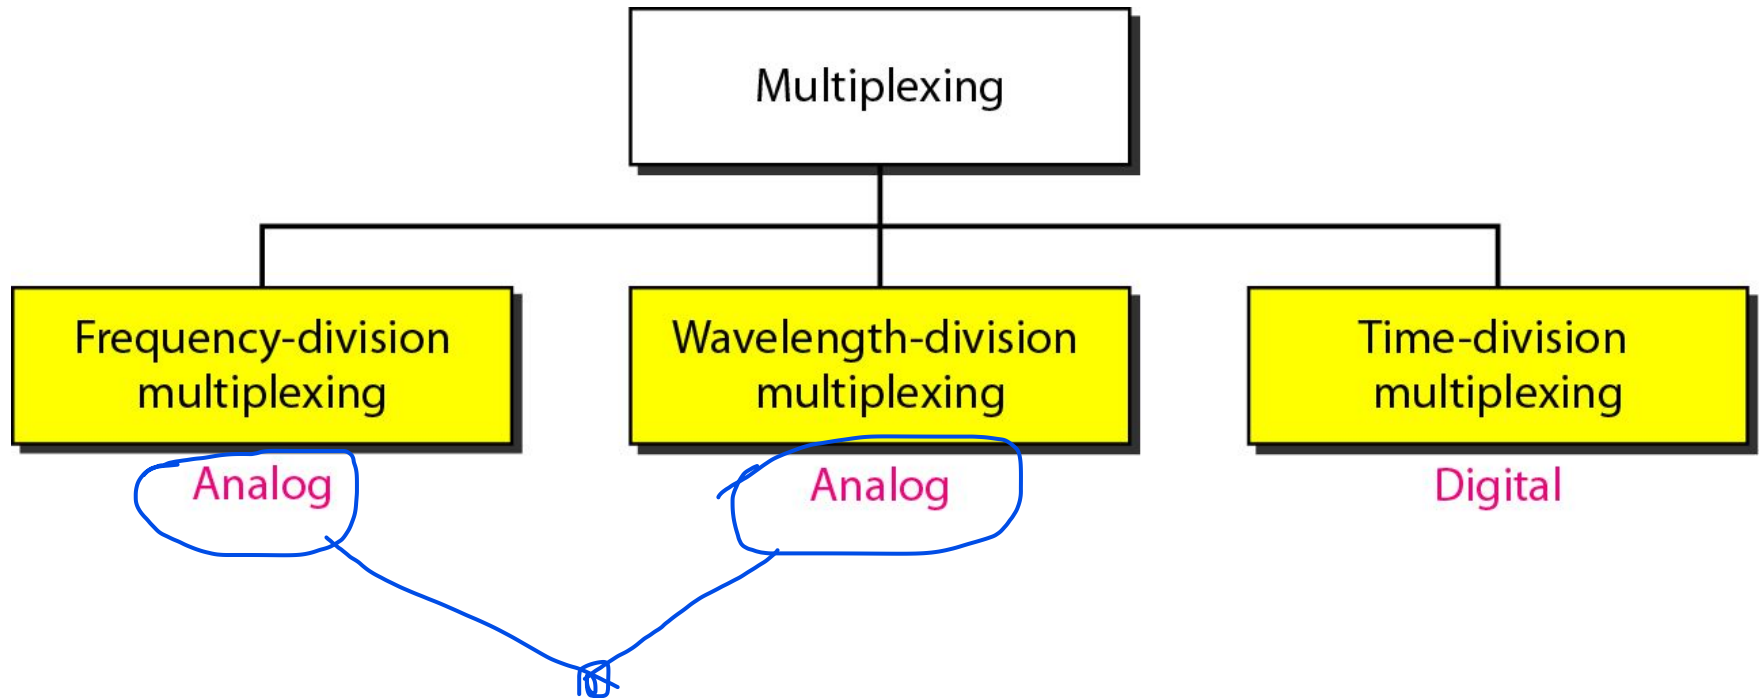 Multiplexing
Frequency-division
multiplexing
Wavelength-division
multiplexing
Time-division
multiplexing
Analog
Analog
Digital